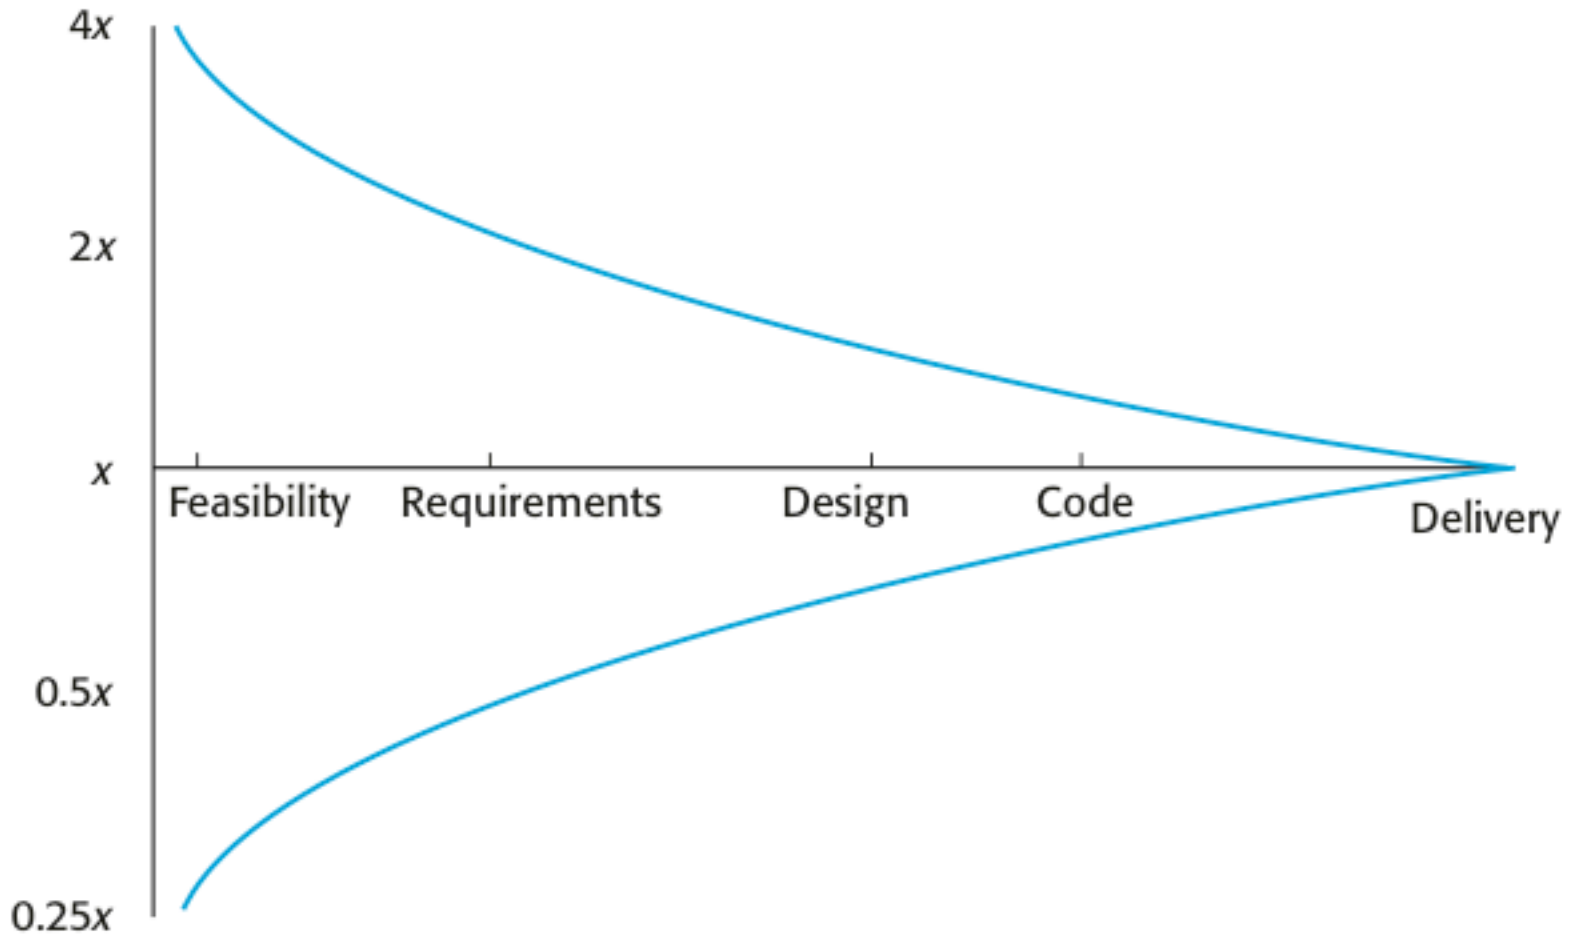 4x
2x
x
Feasibility Requirements Design Code Delivery
0.5x
0.25x